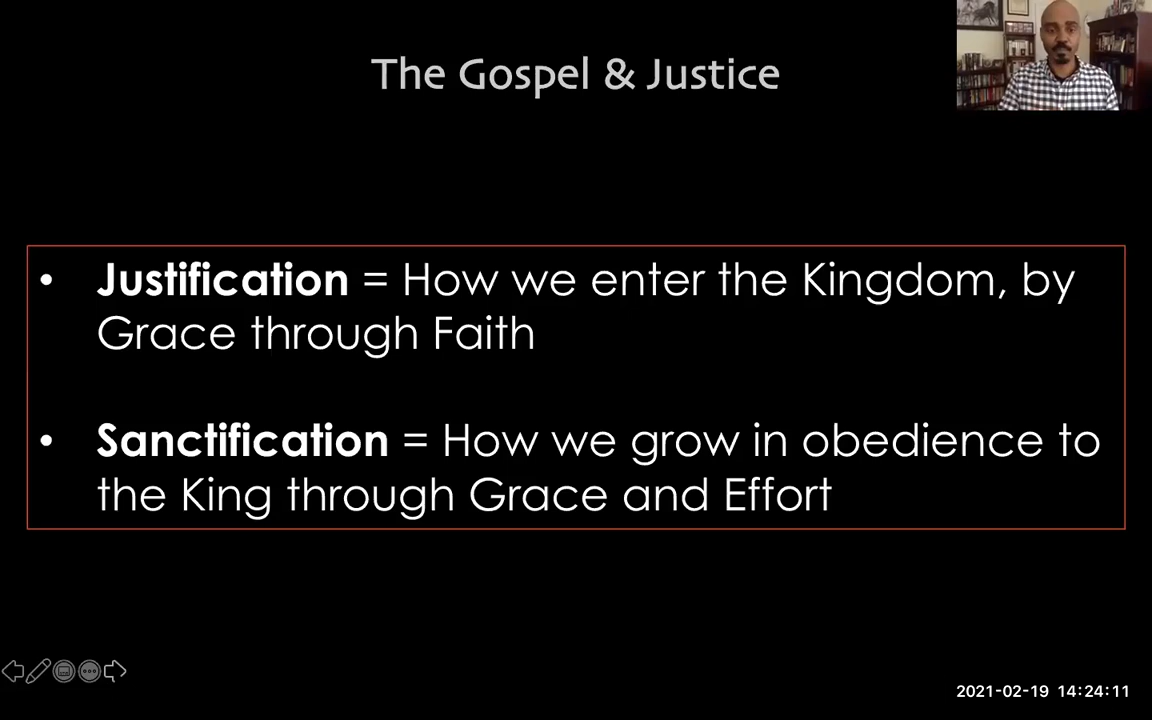 The Gospel & Justice
• Justification = How we enter the Kingdom, by
Grace through Faith
• Sanctification = How we grow in obedience to
the King through Grace and Effort
2021-02-19 14:24:11